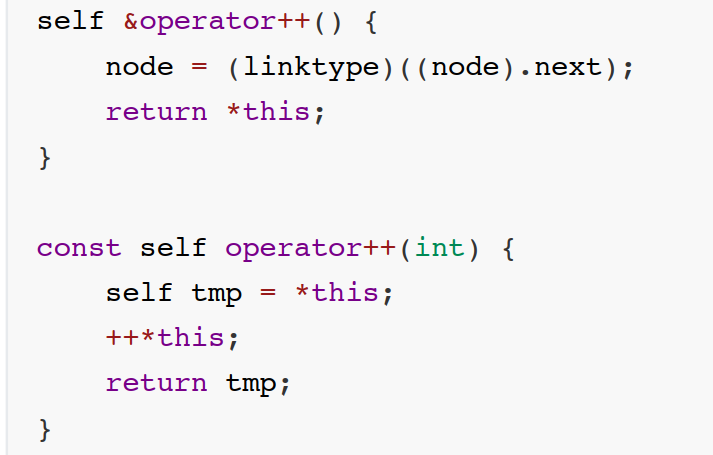 self &operator++() {
    node = (linktype)((node).next);
    return *this;
}

const self operator++(int) {
    self tmp = *this;
    ++*this;
    return tmp;
}